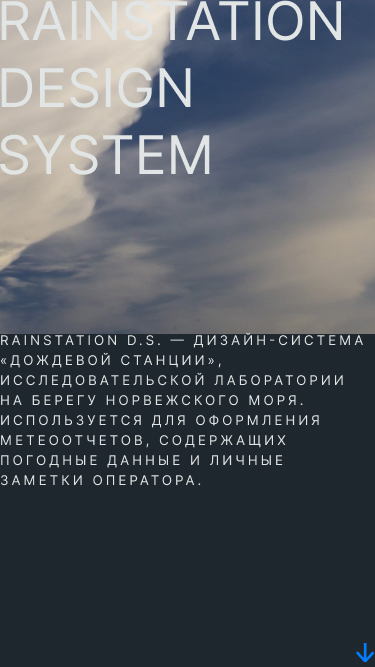 RAINSTATION
DESIGN
SYSTEM
RAINSTATION D.S. — ДИЗАЙН-СИСТЕМА
«ДОЖДЕВОЙ СТАНЦИИ»,
ИССЛЕДОВАТЕЛЬСКОЙ ЛАБОРАТОРИИ
НА БЕРЕГУ НОРВЕЖСКОГО МОРЯ.
ИСПОЛЬЗУЕТСЯ ДЛЯ ОФОРМЛЕНИЯ
МЕТЕООТЧЕТОВ, СОДЕРЖАЩИХ
ПОГОДНЫЕ ДАННЫЕ И ЛИЧНЫЕ
ЗАМЕТКИ ОПЕРАТОРА.